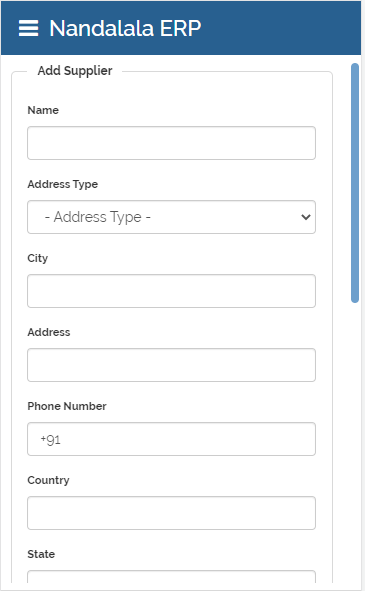 Nandalala ERP
Add Supplier
Name
Address Type
- Address Type -
City
Address
Phone Number
+91
Country
State